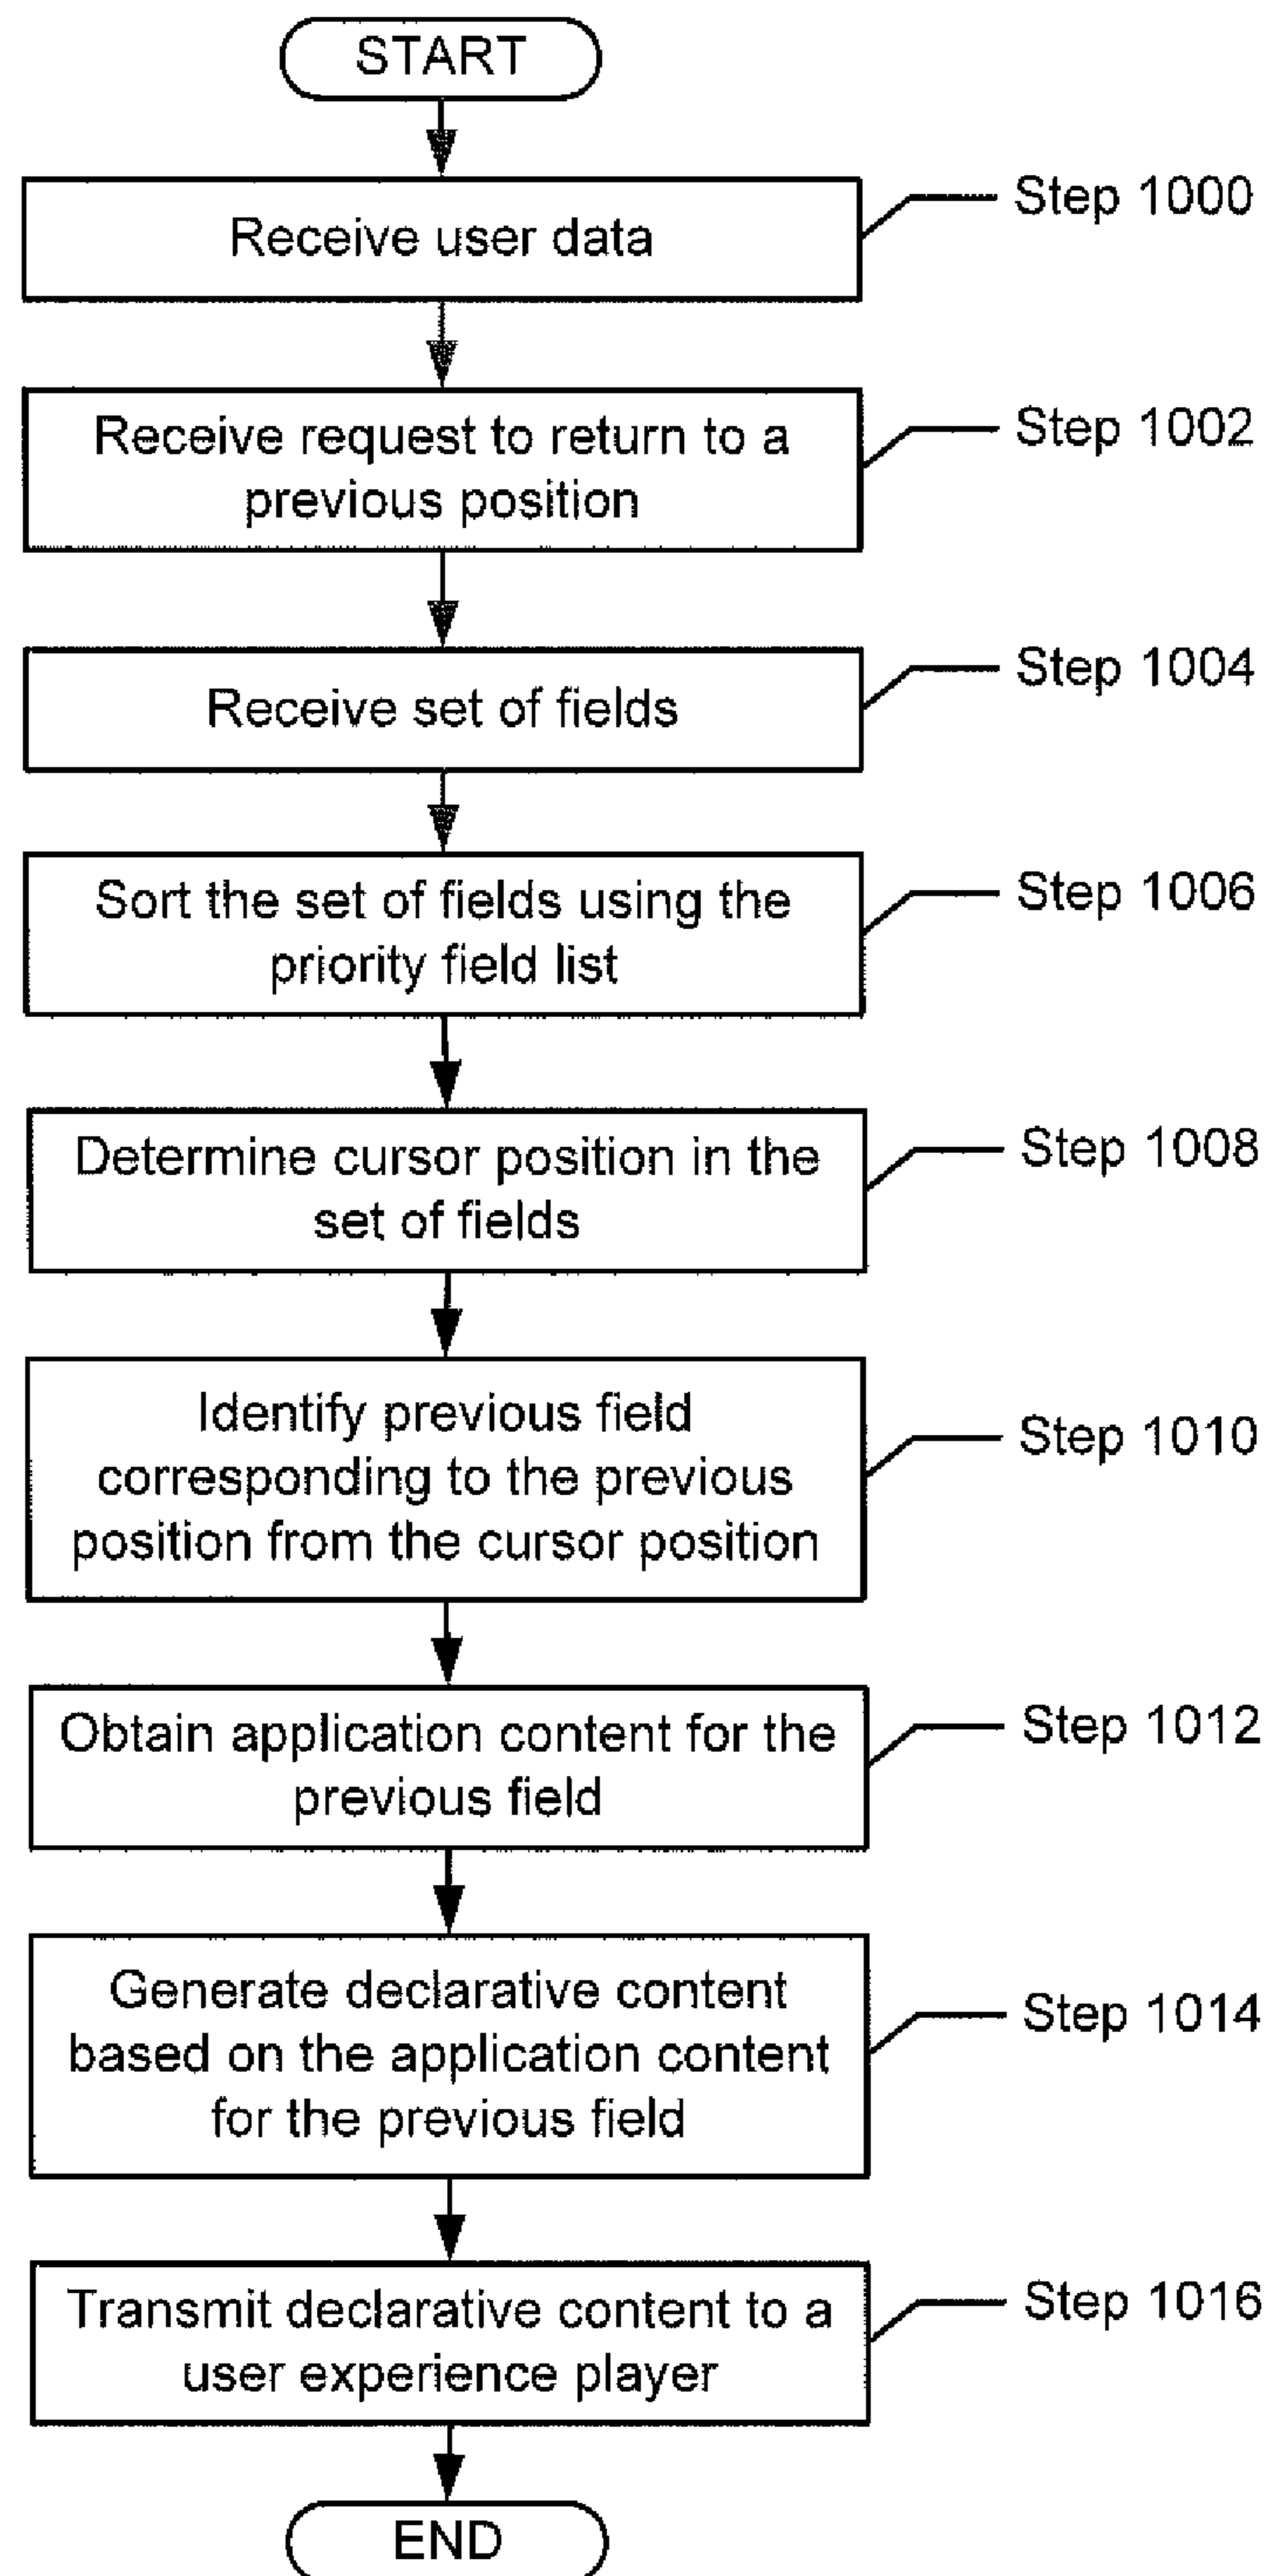 START
Receive user data
Step 1000
Receive request to return to a
previous position
Step 1002
Receive set of fields
Step 1004
Sort the set of fields using the
priority field list
Step 1006
Determine cursor position in the
set of fields
Step 1008
Identify previous field
corresponding to the previous
position from the cursor position
Step 1010
Obtain application content for the
previous field
Step 1012
Generate declarative content
based on the application content
for the previous field
Step 1014
Transmit declarative content to a
user experience player
Step 1016
END